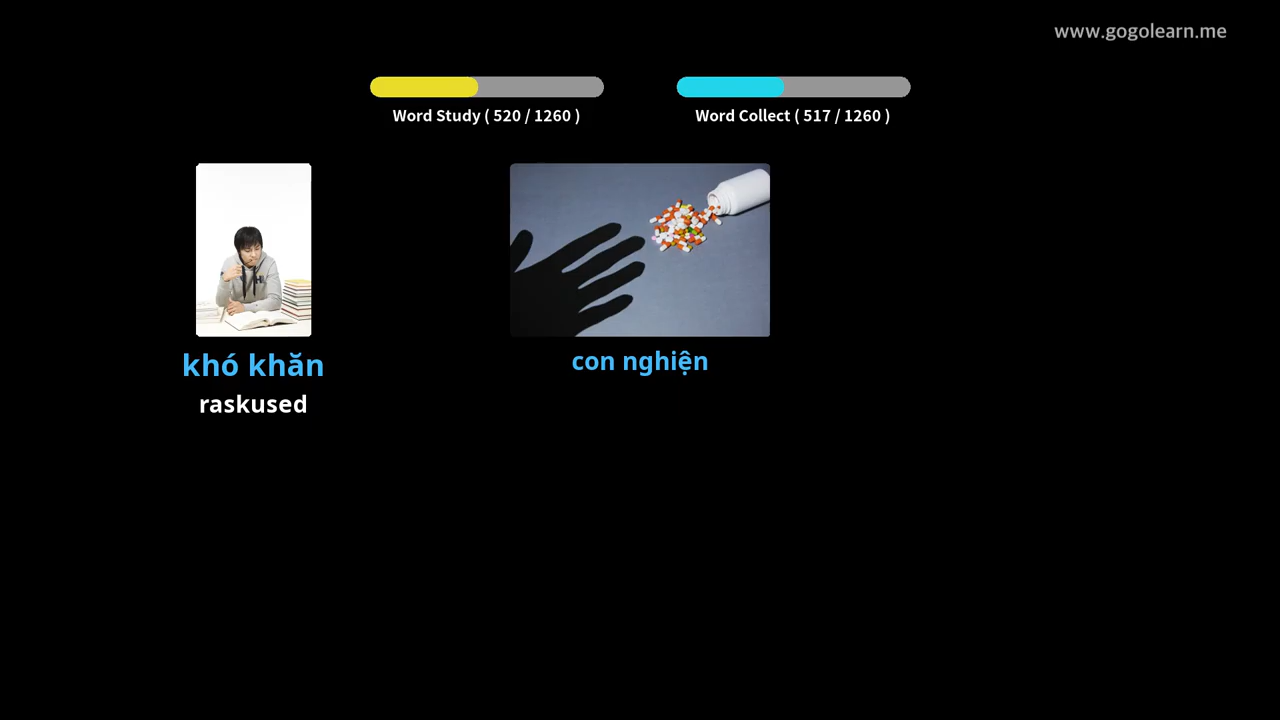 www.gogolearn.me
Word Study ( 520 / 1260 )
Word Collect ( 517 / 1260 )
khó khăn
raskused
con nghiện